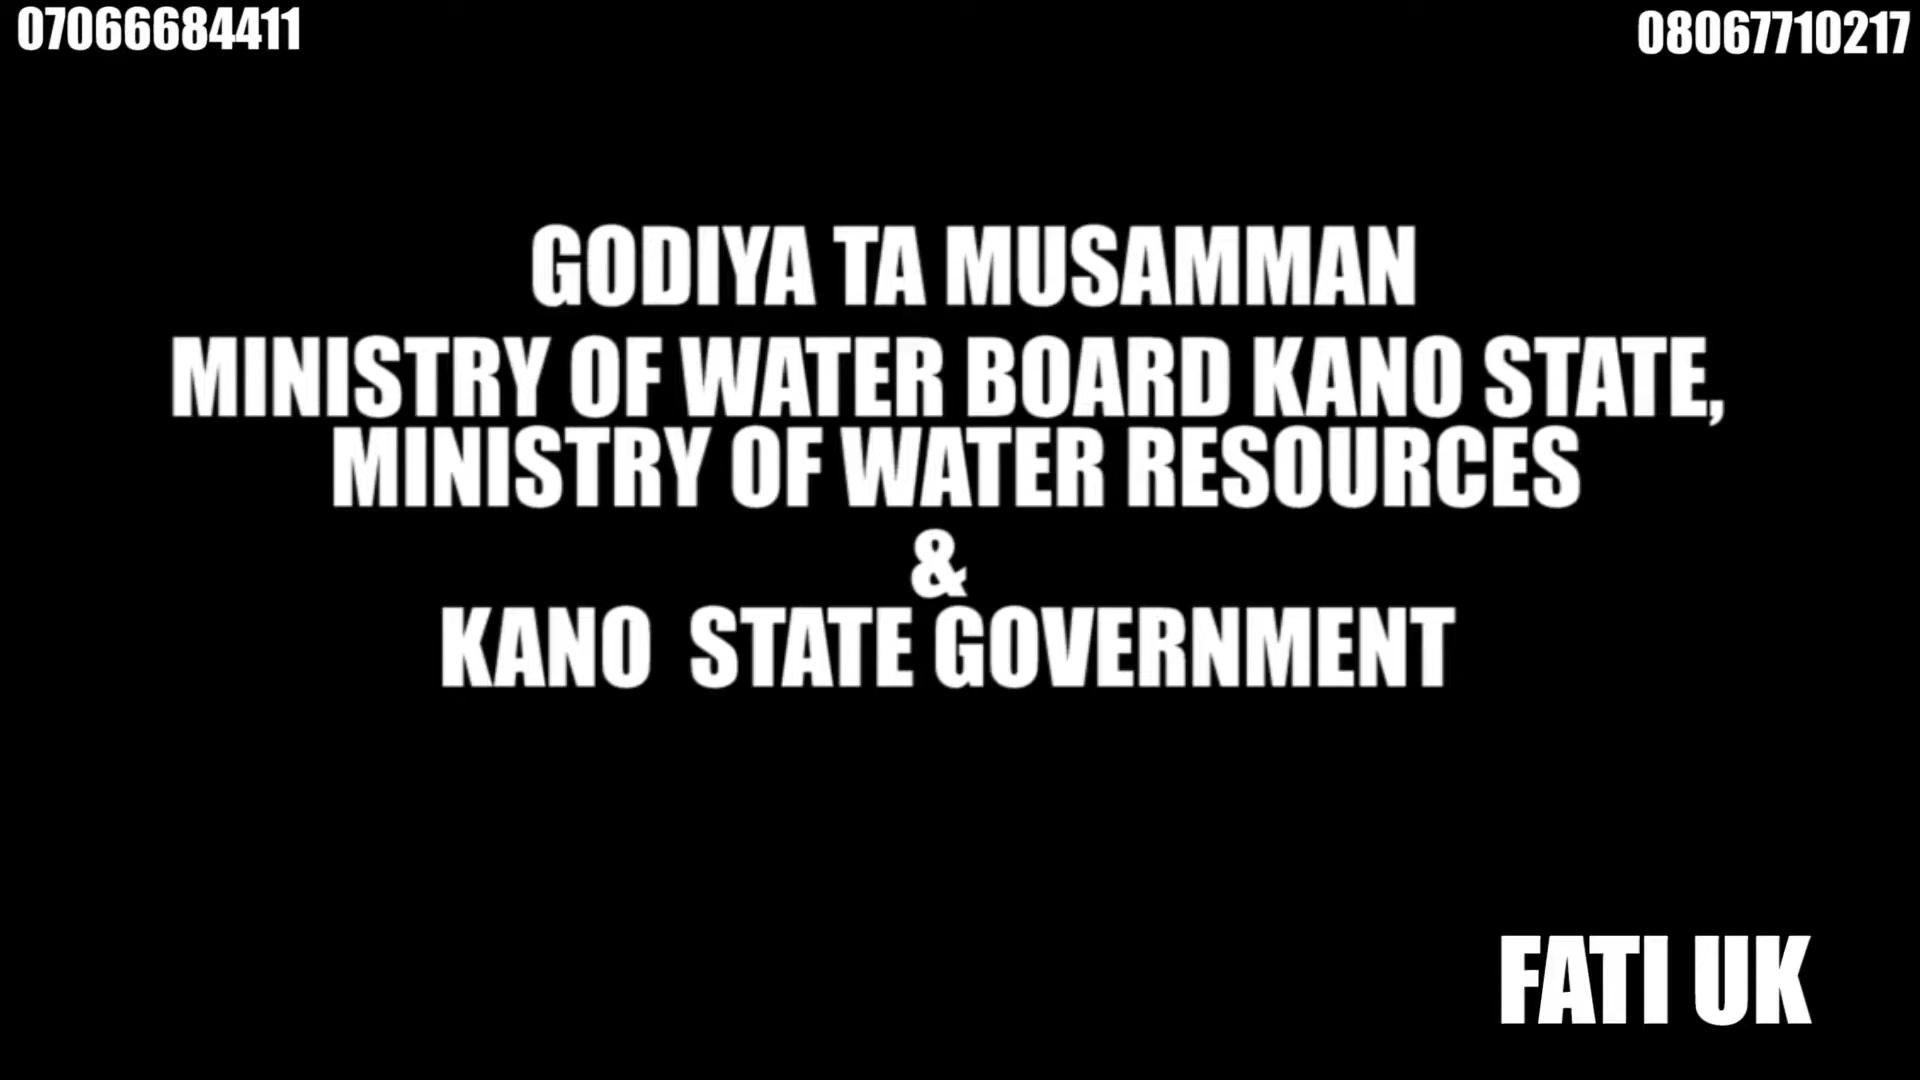 07066684411
08067710217
GODIYA TA MUSAMMAN
MINISTRY OF WATER BOARD KANO STATE,
MINISTRY OF WATER RESOURCES
&
KANO STATE GOVERNMENT
FATI UK